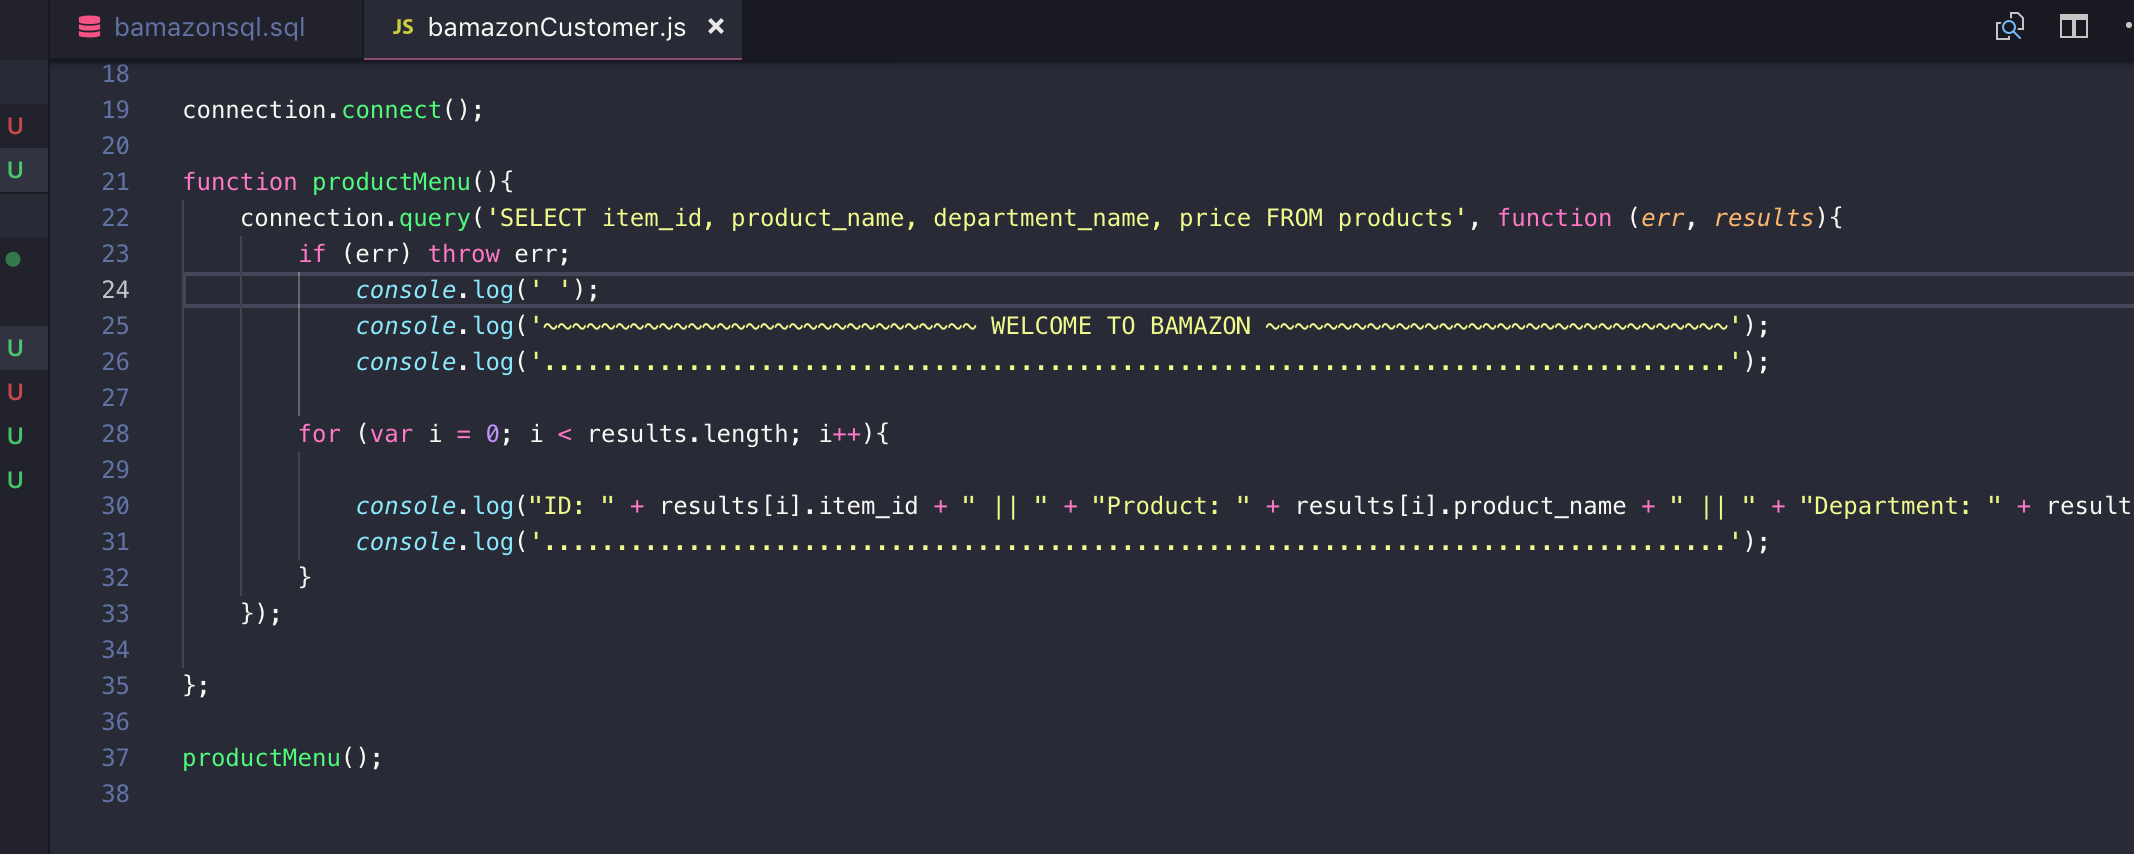 bamazonsql.sql JS bamazonCustomer.js ×
18
19 connection.connect();
20
21 function productMenu(){
22 connection.query('SELECT item_id, product_name, department_name, price FROM products', function (err, results){
23 if (err) throw err;
24 console.log(' ');
25 console.log('~~~~~~~~~~~~~~~~~~~~~~~~~~~~~~ WELCOME TO BAMAZON ~~~~~~~~~~~~~~~~~~~~~~~~~~~~~~~~');
26 console.log('..................................................................................');
27
28 for (var i = 0; i < results.length; i++){
29
30 console.log("ID: " + results[i].item_id + " || " + "Product: " + results[i].product_name + " || " + "Department: " + result
31 console.log('..................................................................................');
32 }
33 });
34
35 };
36
37 productMenu();
38
U
U
U
U
U
U